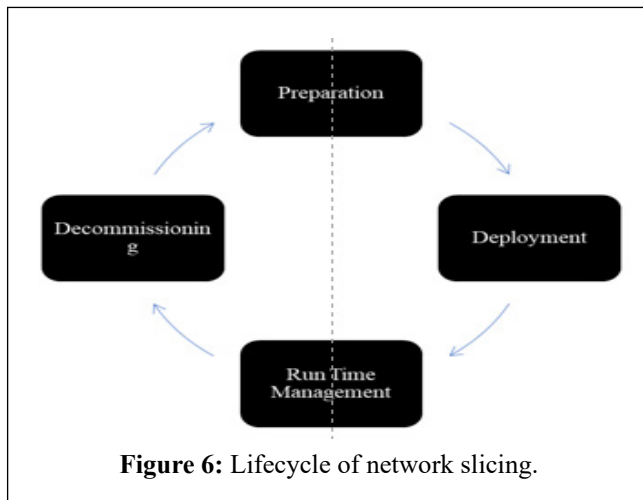 Preparation
Decommissionin
g
Deployment
Run Time
Management
Figure 6: Lifecycle of network slicing.